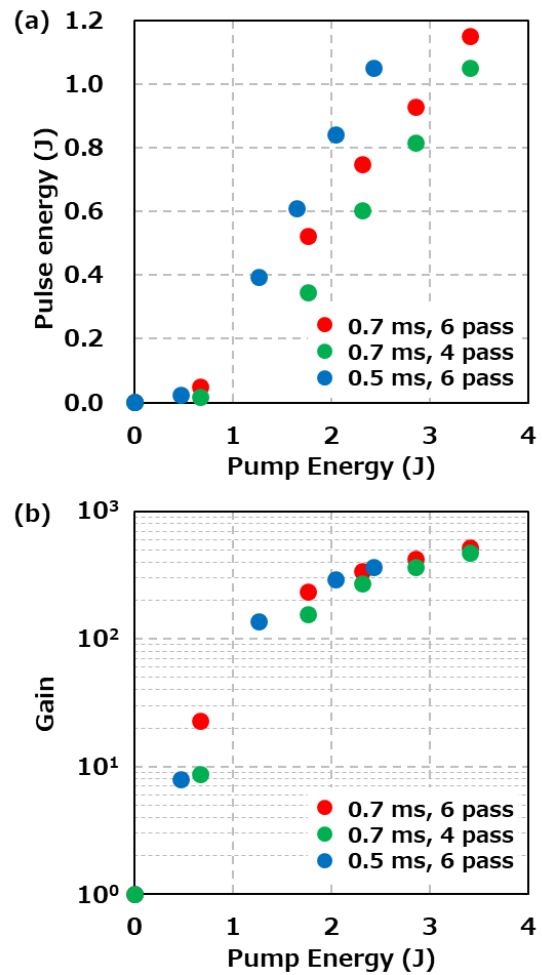 (a)
1.2
1.0
0.8
0.6
0.4
0.2
0.0
Pulse energy (J)
0.7 ms, 6 pass
0.7 ms, 4 pass
0.5 ms, 6 pass
0 1 2 3 4
Pump Energy (J)
(b)
10³
10²
10¹
10⁰
Gain
0.7 ms, 6 pass
0.7 ms, 4 pass
0.5 ms, 6 pass
0 1 2 3 4
Pump Energy (J)